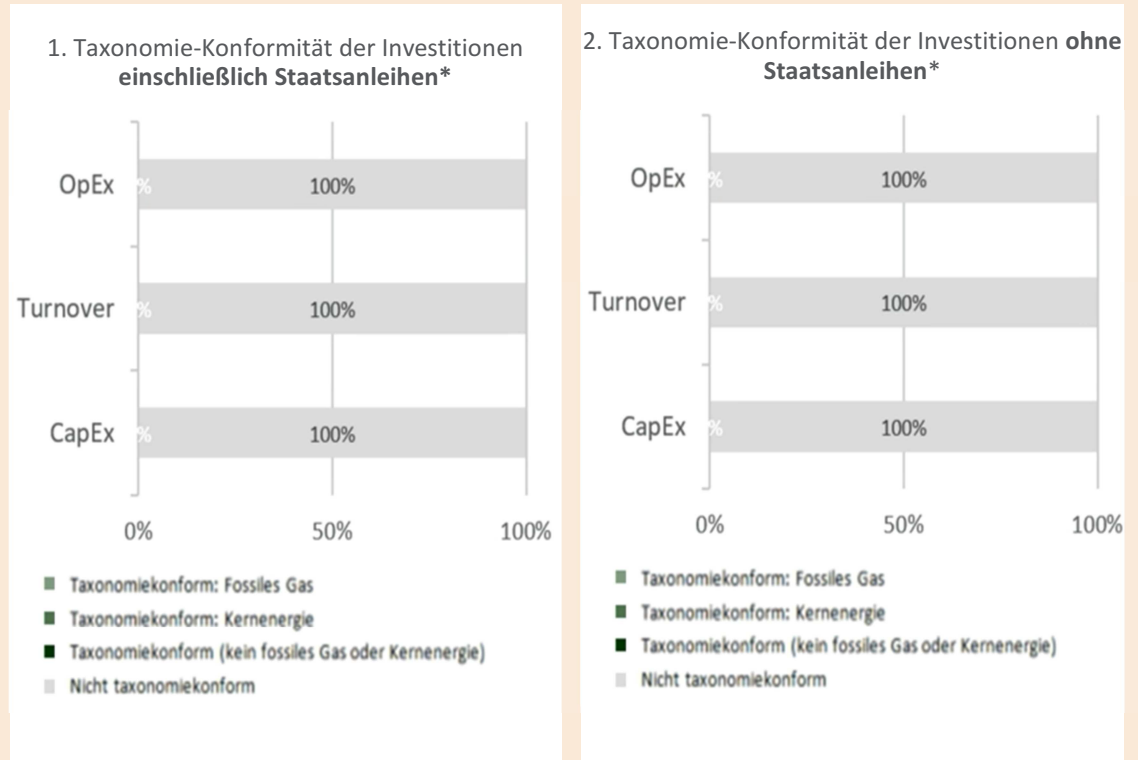 1. Taxonomie-Konformität der Investitionen
einschließlich Staatsanleihen*
OpEx
%
100%
Turnover
%
100%
CapEx
%
100%
0%
50%
100%
Taxonomiekonform: Fossiles Gas
Taxonomiekonform: Kernenergie
Taxonomiekonform (kein fossiles Gas oder Kernenergie)
Nicht taxonomiekonform
2. Taxonomie-Konformität der Investitionen ohne
Staatsanleihen*
OpEx
%
100%
Turnover
%
100%
CapEx
%
100%
0%
50%
100%
Taxonomiekonform: Fossiles Gas
Taxonomiekonform: Kernenergie
Taxonomiekonform (kein fossiles Gas oder Kernenergie)
Nicht taxonomiekonform